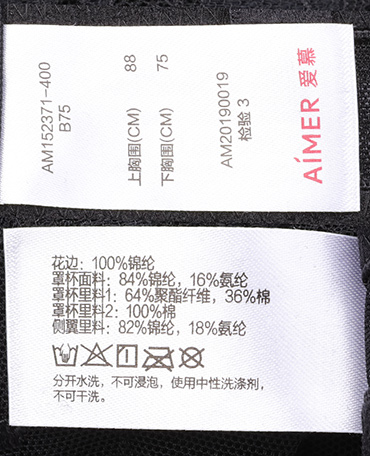 AM152371-400
B75
上胸围(CM) 88
下胸围(CM) 75
AM20190019
检验 3
AiMER 爱慕
花边: 100%锦纶
罩杯面料: 84%锦纶, 16%氨纶
罩杯里料1: 64%聚酯纤维, 36%棉
罩杯里料2: 100%棉
侧翼里料: 82%锦纶, 18%氨纶
分开水洗, 不可浸泡, 使用中性洗涤剂,
不可干洗。